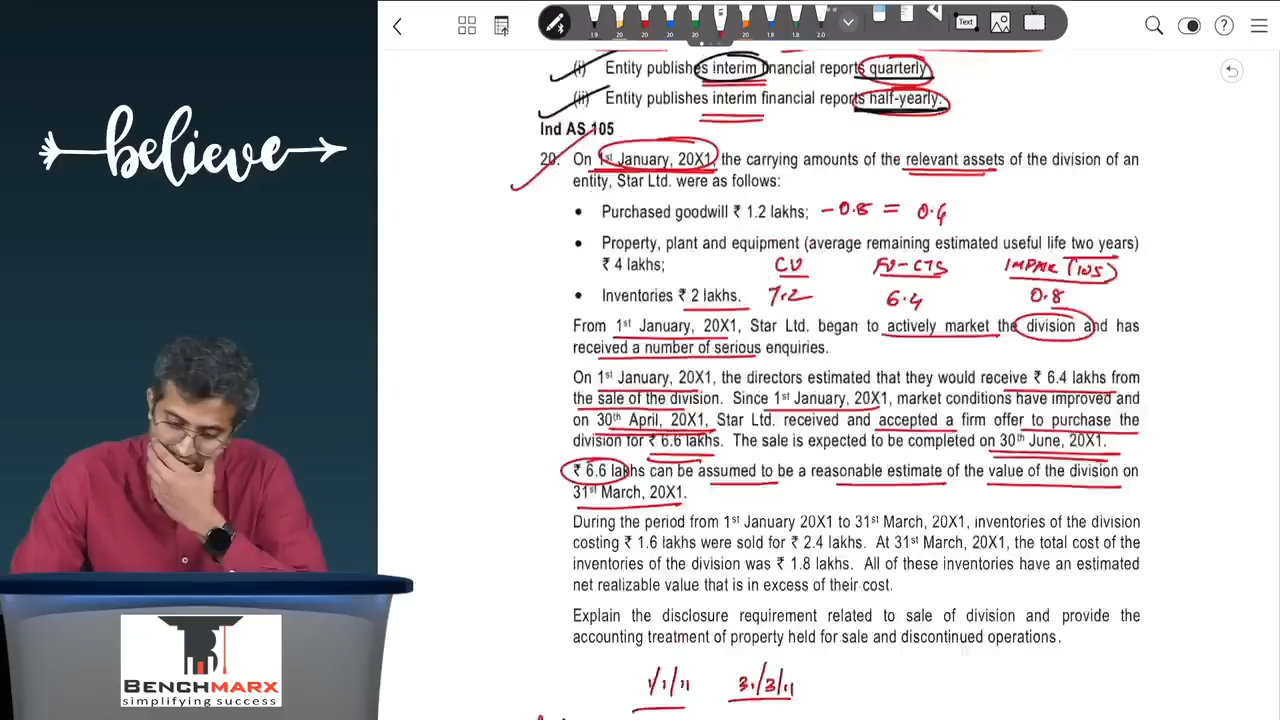 believe
Text
(i) Entity publishes interim financial reports quarterly
(ii) Entity publishes interim financial reports half-yearly.
Ind AS 105
20. On 1st January, 20X1, the carrying amounts of the relevant assets of the division of an
entity, Star Ltd. were as follows:
• Purchased goodwill ₹ 1.2 lakhs; -0.8 = 0.4
• Property, plant and equipment (average remaining estimated useful life two years)
₹ 4 lakhs; CV FV-CTS IMPAIR (105)
• Inventories ₹ 2 lakhs. 7.2 6.4 0.8
From 1st January, 20X1, Star Ltd. began to actively market the division and has
received a number of serious enquiries.
On 1st January, 20X1, the directors estimated that they would receive ₹ 6.4 lakhs from
the sale of the division. Since 1st January, 20X1, market conditions have improved and
on 30th April, 20X1, Star Ltd. received and accepted a firm offer to purchase the
division for ₹ 6.6 lakhs. The sale is expected to be completed on 30th June, 20X1.
₹ 6.6 lakhs can be assumed to be a reasonable estimate of the value of the division on
31st March, 20X1.
During the period from 1st January 20X1 to 31st March, 20X1, inventories of the division
costing ₹ 1.6 lakhs were sold for ₹ 2.4 lakhs. At 31st March, 20X1, the total cost of the
inventories of the division was ₹ 1.8 lakhs. All of these inventories have an estimated
net realizable value that is in excess of their cost.
Explain the disclosure requirement related to sale of division and provide the
accounting treatment of property held for sale and discontinued operations.
1/1/11 31/3/11
BENCHMARX
simplifying success